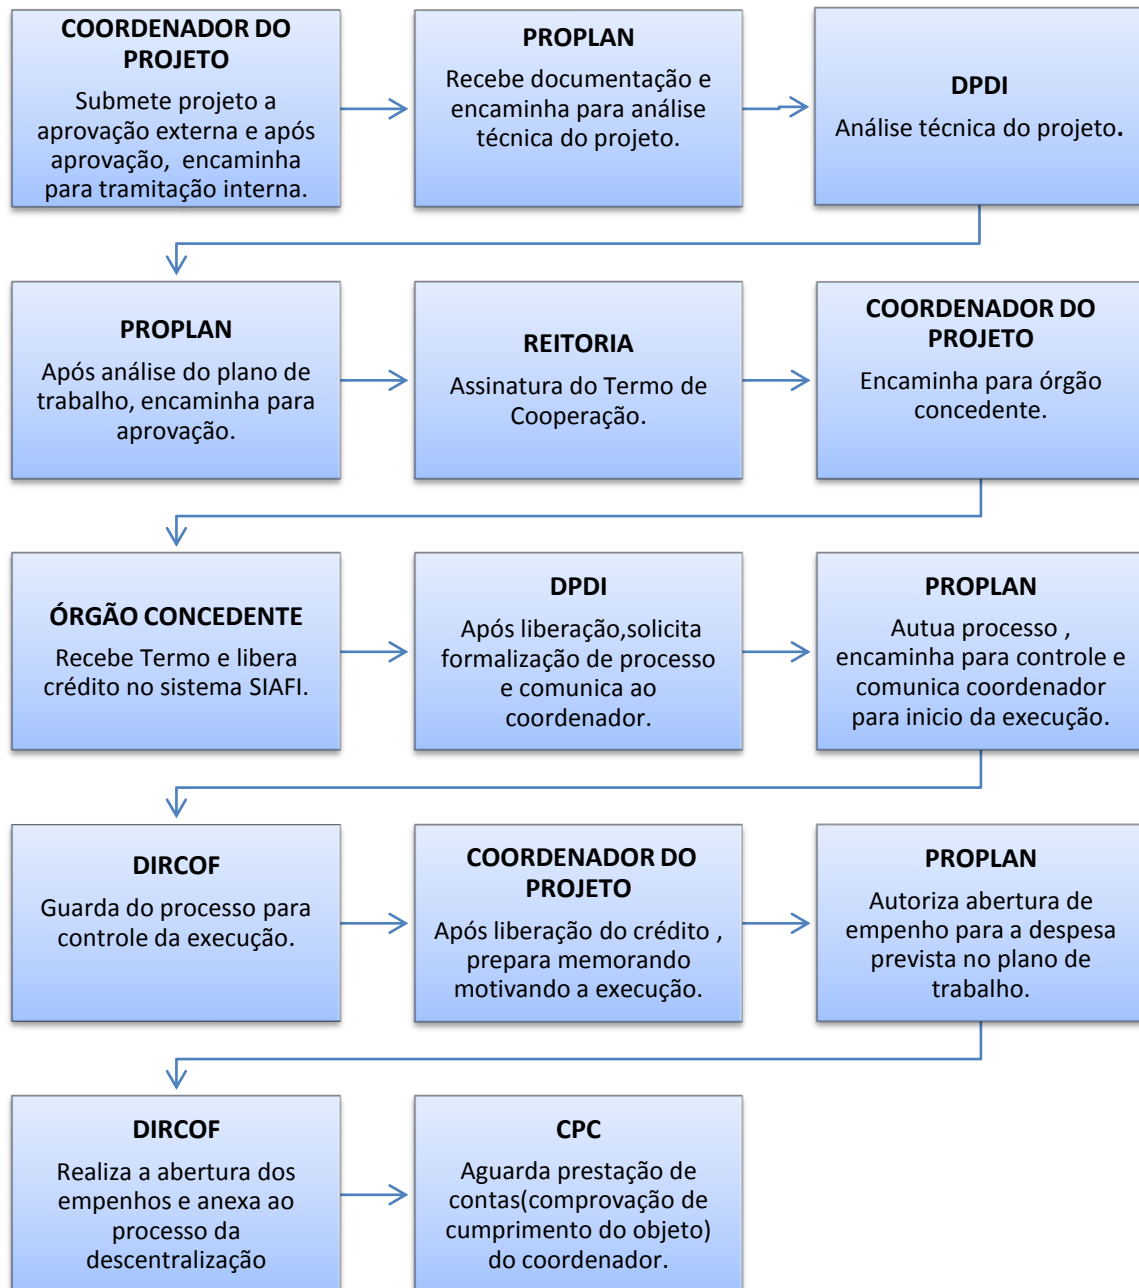 COORDENADOR DO
PROJETO
Submete projeto a
aprovação externa e após
aprovação, encaminha
para tramitação interna.
PROPLAN
Recebe documentação e
encaminha para análise
técnica do projeto.
DPDI
Análise técnica do projeto.
PROPLAN
Após análise do plano de
trabalho, encaminha para
aprovação.
REITORIA
Assinatura do Termo de
Cooperação.
COORDENADOR DO
PROJETO
Encaminha para órgão
concedente.
ÓRGÃO CONCEDENTE
Recebe Termo e libera
crédito no sistema SIAFI.
DPDI
Após liberação,solicita
formalização de processo
e comunica ao
coordenador.
PROPLAN
Autua processo ,
encaminha para controle e
comunica coordenador
para inicio da execução.
DIRCOF
Guarda do processo para
controle da execução.
COORDENADOR DO
PROJETO
Após liberação do crédito ,
prepara memorando
motivando a execução.
PROPLAN
Autoriza abertura de
empenho para a despesa
prevista no plano de
trabalho.
DIRCOF
Realiza a abertura dos
empenhos e anexa ao
processo da
descentralização
CPC
Aguarda prestação de
contas(comprovação de
cumprimento do objeto)
do coordenador.